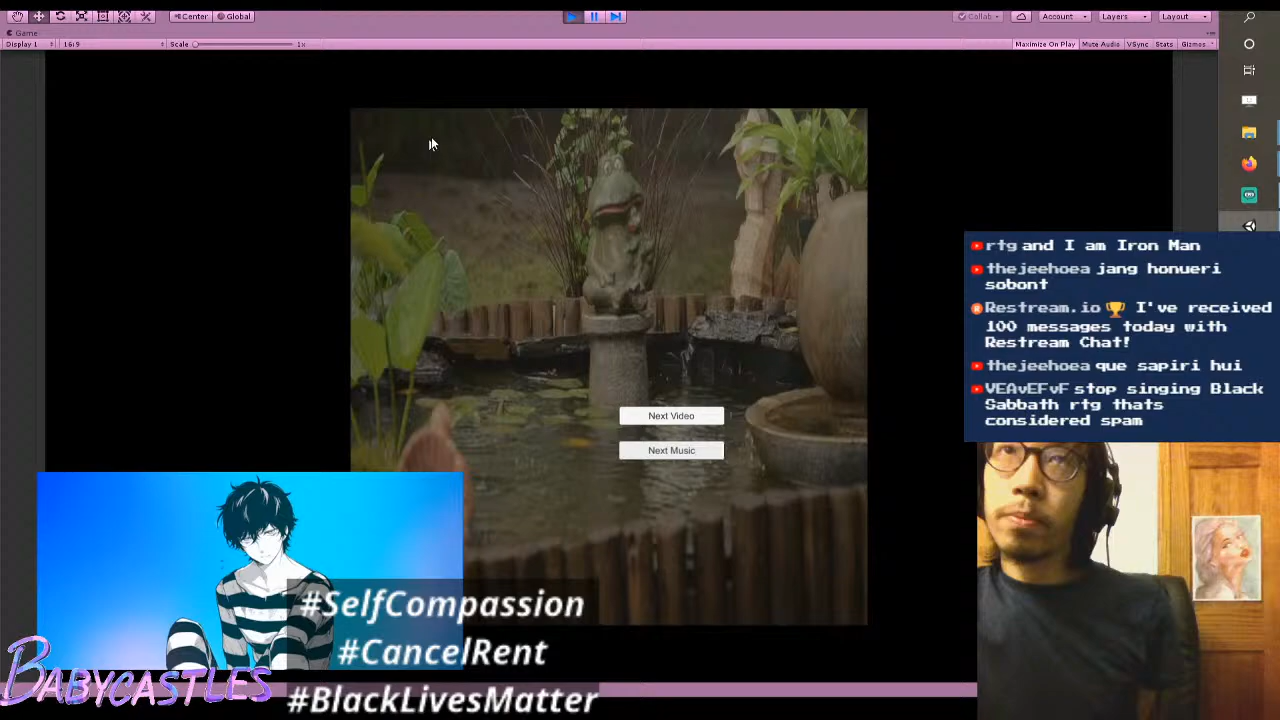 Center
Global
Collab
Account
Layers
Layout
Game
Display 1
16:9
Scale
1x
Maximize On Play
Mute Audio
VSync
Stats
Gizmos
Next Video
Next Music
rtg and I am Iron Man
thejeehoea jang honueri
sobont
Restream.io 🏆 I've received
100 messages today with
Restream Chat!
thejeehoea que sapiri hui
VEAvEFvF stop singing Black
Sabbath rtg thats
considered spam
#SelfCompassion
#CancelRent
#BlackLivesMatter
BABYCASTLES